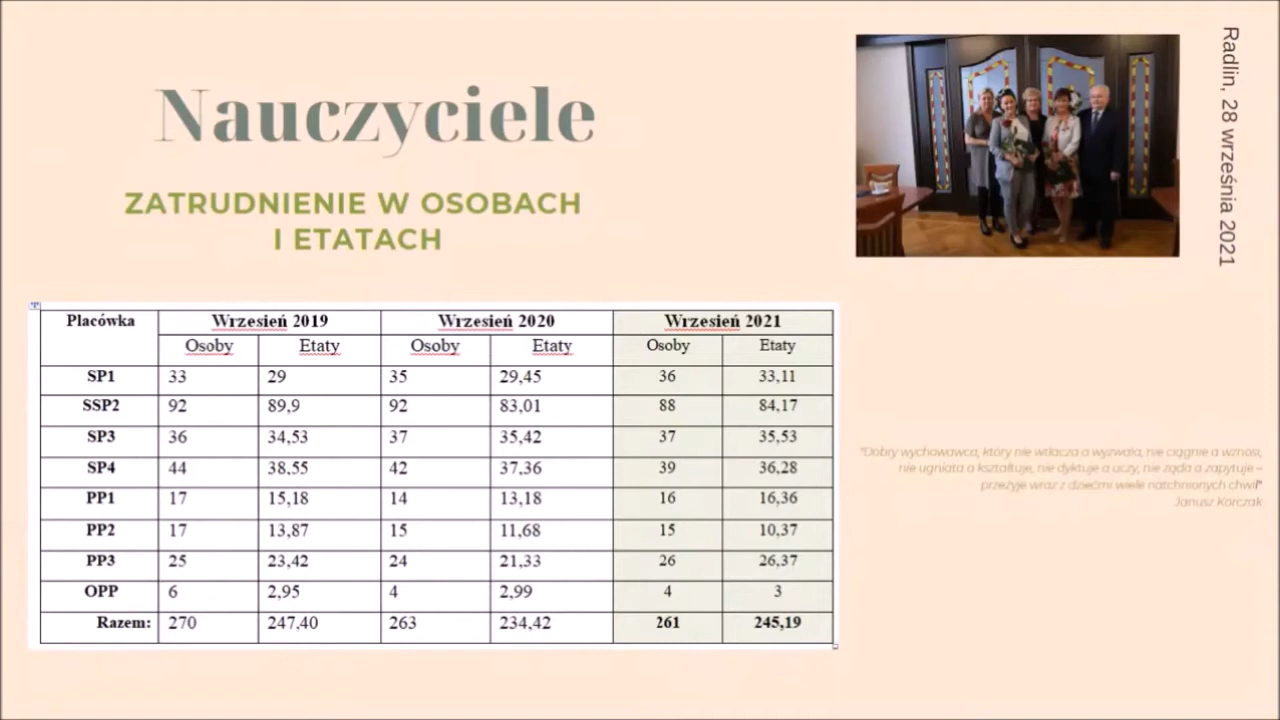 Nauczyciele
ZATRUDNIENIE W OSOBACH
I ETATACH
Radlin, 28 września 2021
Placówka Wrzesień 2019 Wrzesień 2020 Wrzesień 2021
Osoby Etaty Osoby Etaty Osoby Etaty
SP1 33 29 35 29,45 36 33,11
SSP2 92 89,9 92 83,01 88 84,17
SP3 36 34,53 37 35,42 37 35,53
SP4 44 38,55 42 37,36 39 36,28
PP1 17 15,18 14 13,18 16 16,36
PP2 17 13,87 15 11,68 15 10,37
PP3 25 23,42 24 21,33 26 26,37
OPP 6 2,95 4 2,99 4 3
Razem: 270 247,40 263 234,42 261 245,19
"Dobry wychowawca, który nie wtłacza a wyzwala, nie ciągnie a wznosi,
nie ugniata a kształtuje, nie dyktuje a uczy, nie żąda a zapytuje –
przeżyje wraz z dziećmi wiele natchnionych chwil"
Janusz Korczak